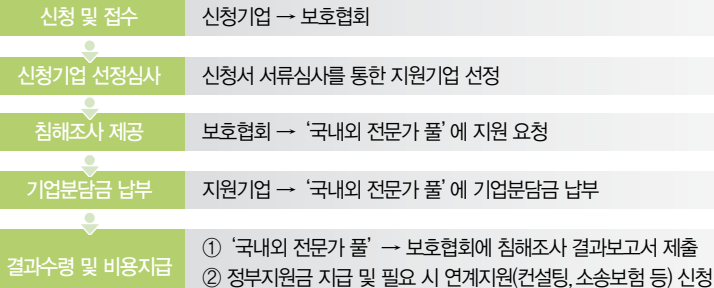 신청 및 접수
신청기업 → 보호협회
신청기업 선정심사
신청서 서류심사를 통한 지원기업 선정
침해조사 제공
보호협회 → ‘국내외 전문가 풀’에 지원 요청
기업분담금 납부
지원기업 → ‘국내외 전문가 풀’에 기업분담금 납부
결과수령 및 비용지급
① ‘국내외 전문가 풀’ → 보호협회에 침해조사 결과보고서 제출
② 정부지원금 지급 및 필요 시 연계지원(컨설팅, 소송보험 등) 신청